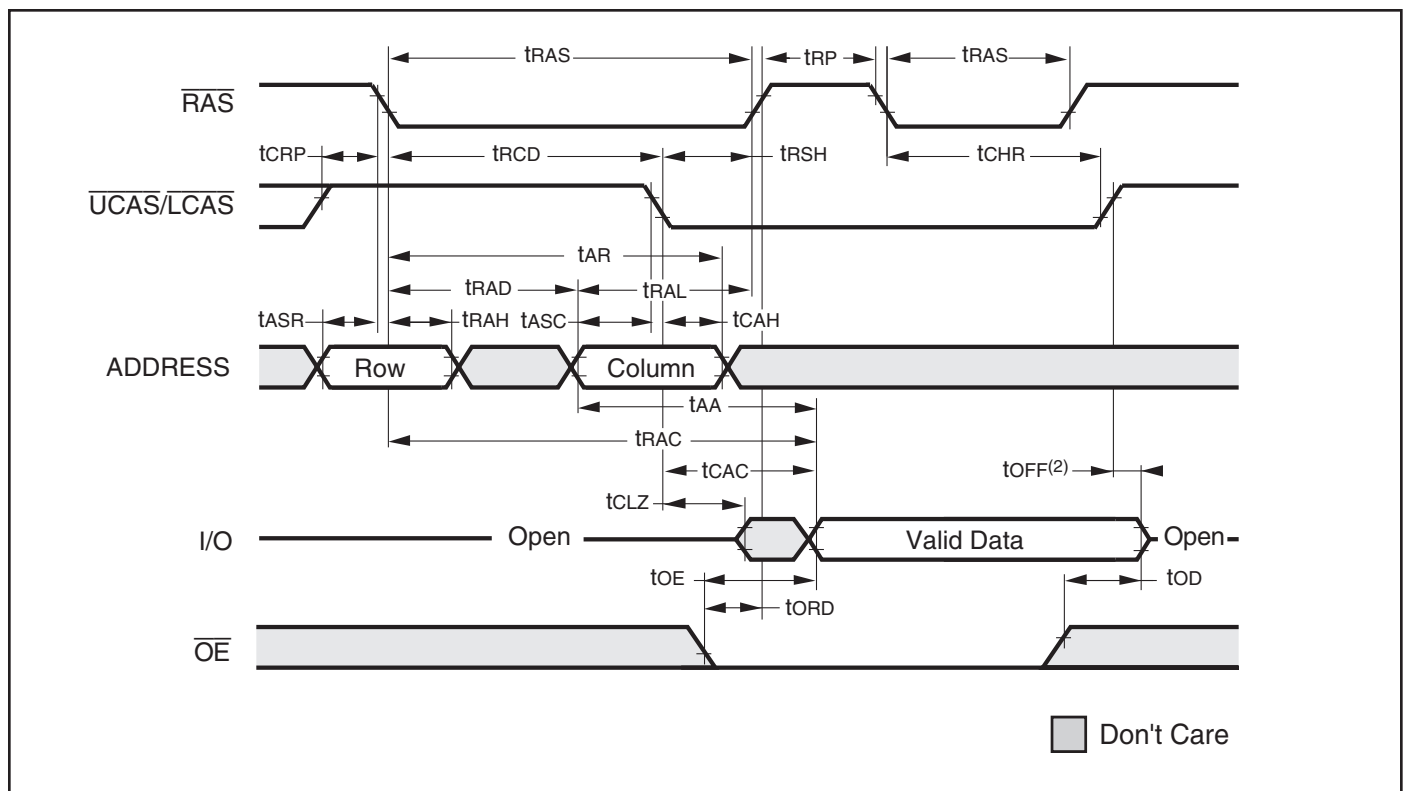 tRAS tRP tRAS
RAS
tCRP tRCD tRSH tCHR
UCAS/LCAS
tAR
tRAD tRAL
tASR tRAH tASC tCAH
ADDRESS Row Column
tAA
tRAC
tCAC tOFF(2)
tCLZ
I/O Open Valid Data Open
tOE tOD
tORD
OE
Don't Care